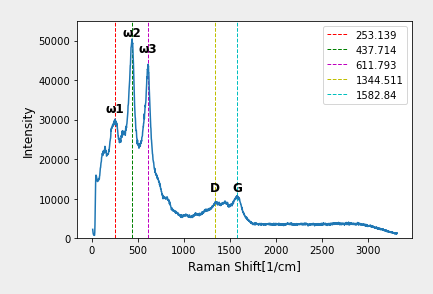 ω2
ω3
ω1
D G
253.139
437.714
611.793
1344.511
1582.84
50000
40000
30000
20000
10000
0
Intensity
0 500 1000 1500 2000 2500 3000
Raman Shift[1/cm]